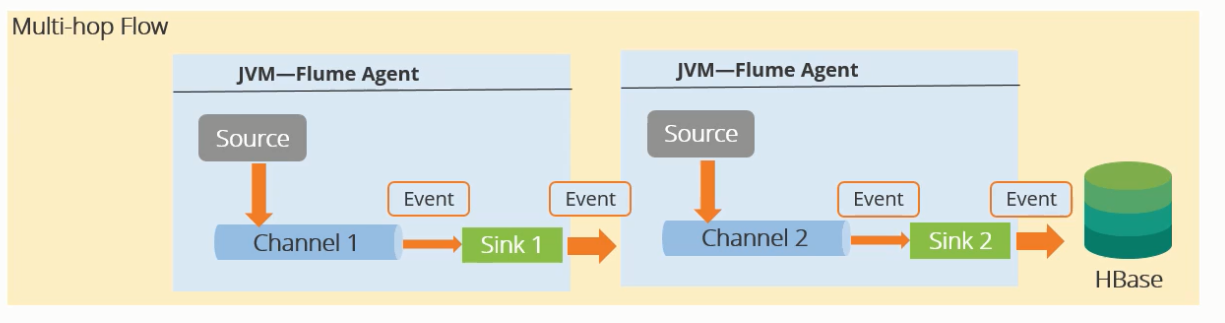 Multi-hop Flow
JVM—Flume Agent
Source
Event
Event
Channel 1
Sink 1
JVM—Flume Agent
Source
Event
Event
Channel 2
Sink 2
HBase